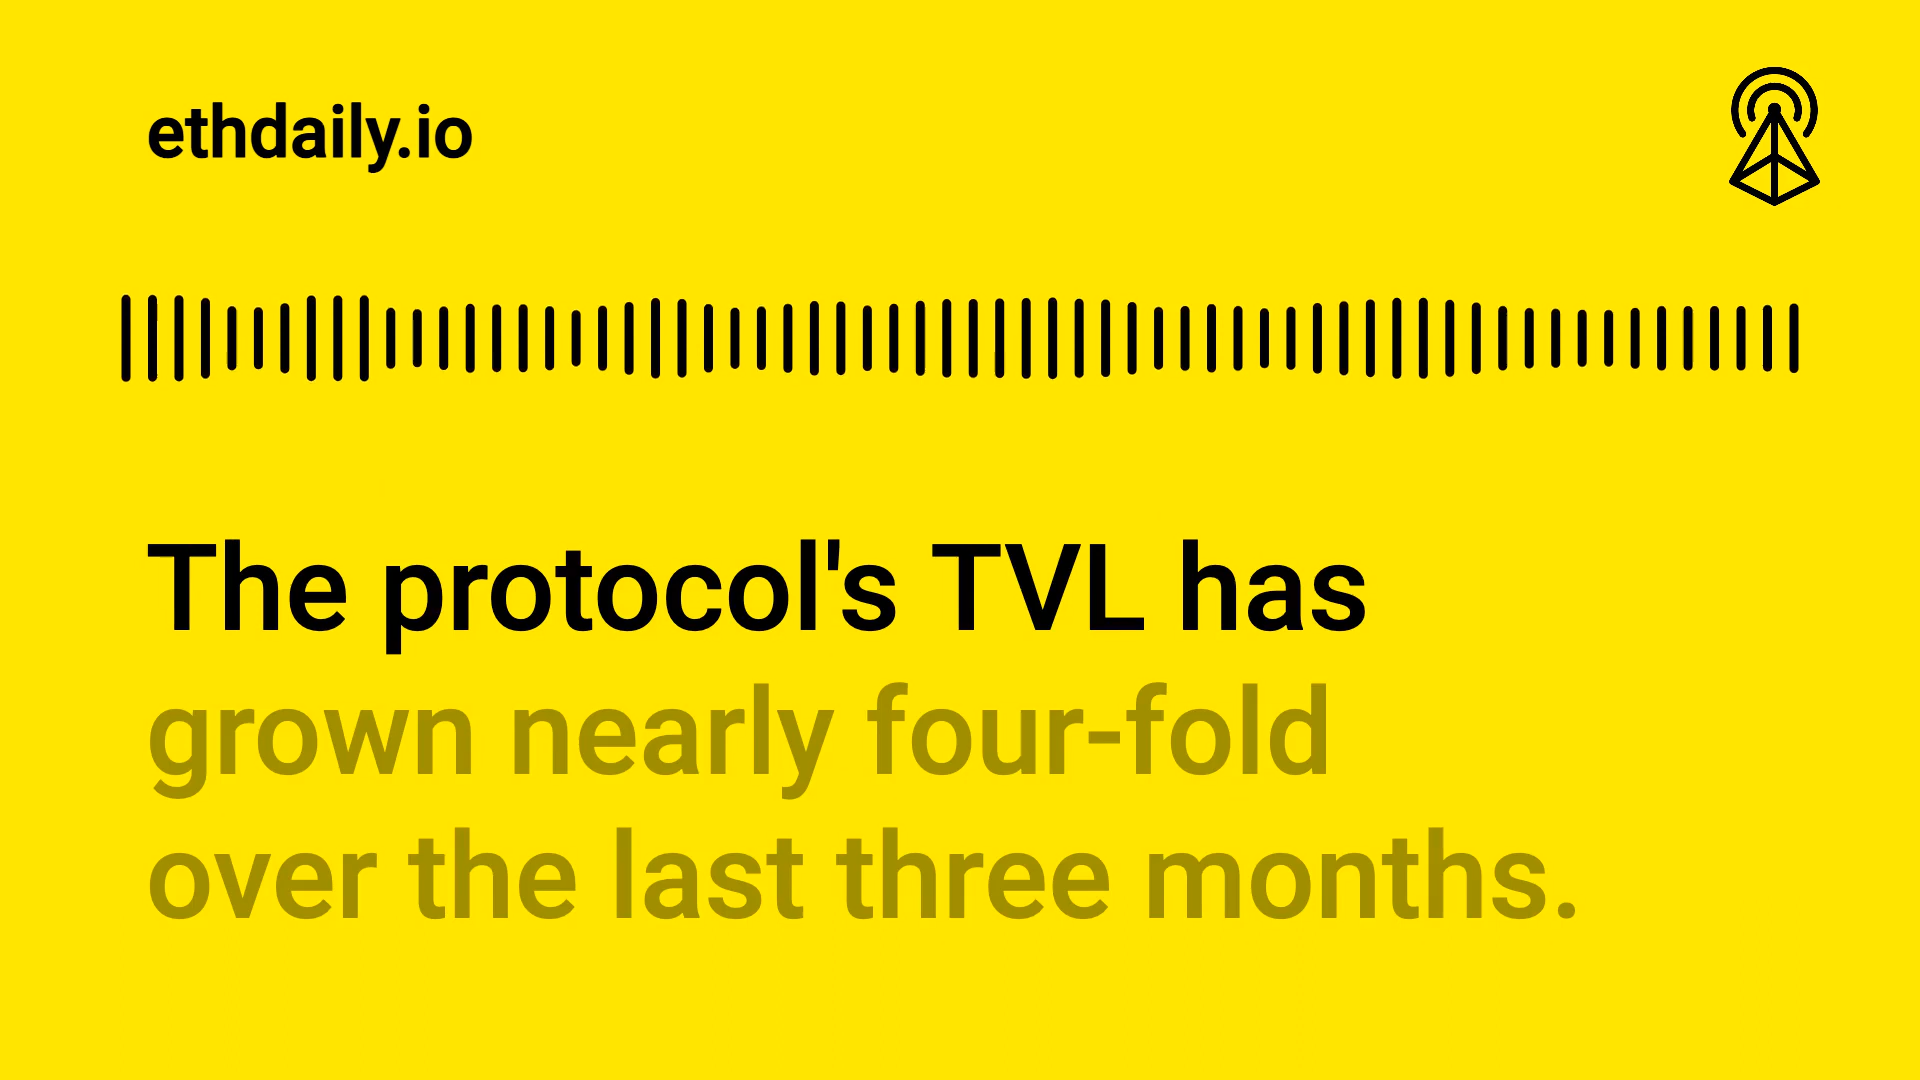 ethdaily.io
The protocol's TVL has
grown nearly four-fold
over the last three months.